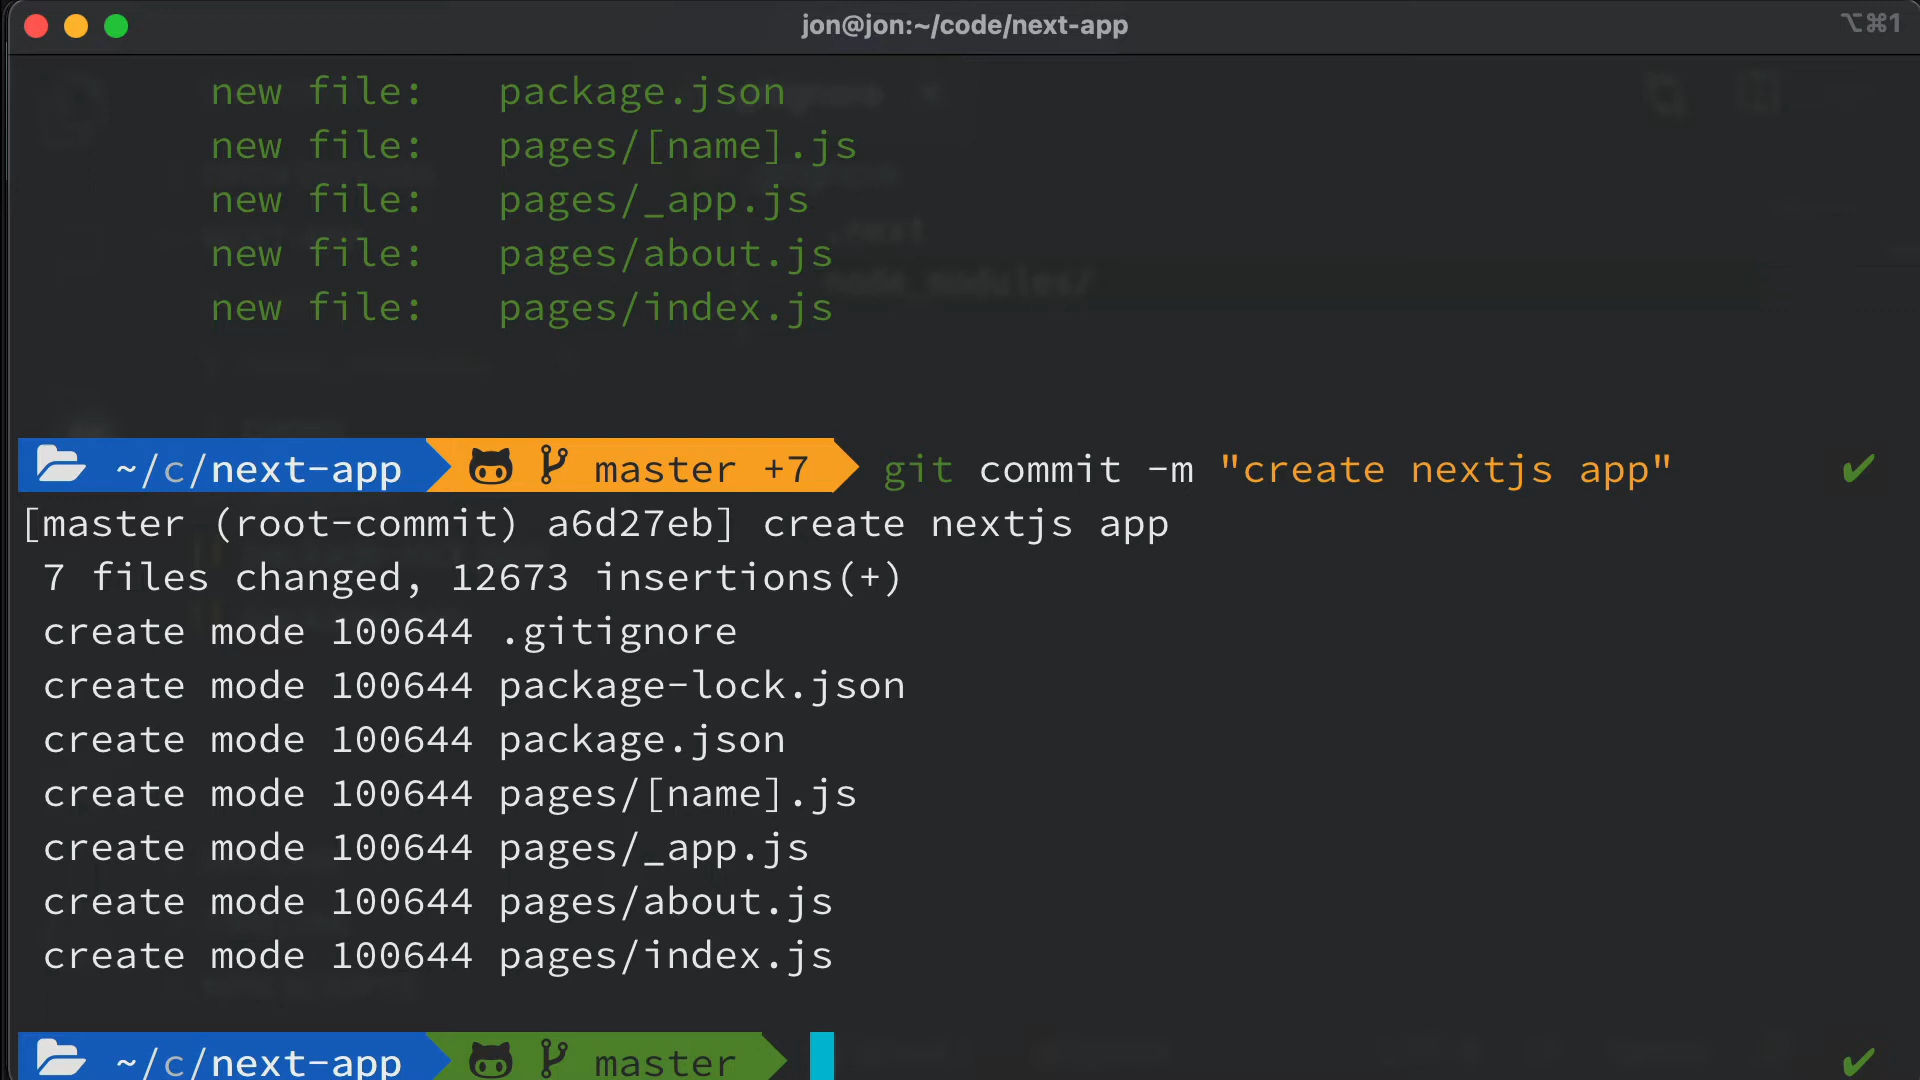 jon@jon:~/code/next-app
⌥⌘1
new file:   package.json
new file:   pages/[name].js
new file:   pages/_app.js
new file:   pages/about.js
new file:   pages/index.js
~/c/next-app master +7 git commit -m "create nextjs app" ✔
[master (root-commit) a6d27eb] create nextjs app
7 files changed, 12673 insertions(+)
create mode 100644 .gitignore
create mode 100644 package-lock.json
create mode 100644 package.json
create mode 100644 pages/[name].js
create mode 100644 pages/_app.js
create mode 100644 pages/about.js
create mode 100644 pages/index.js
~/c/next-app master ✔